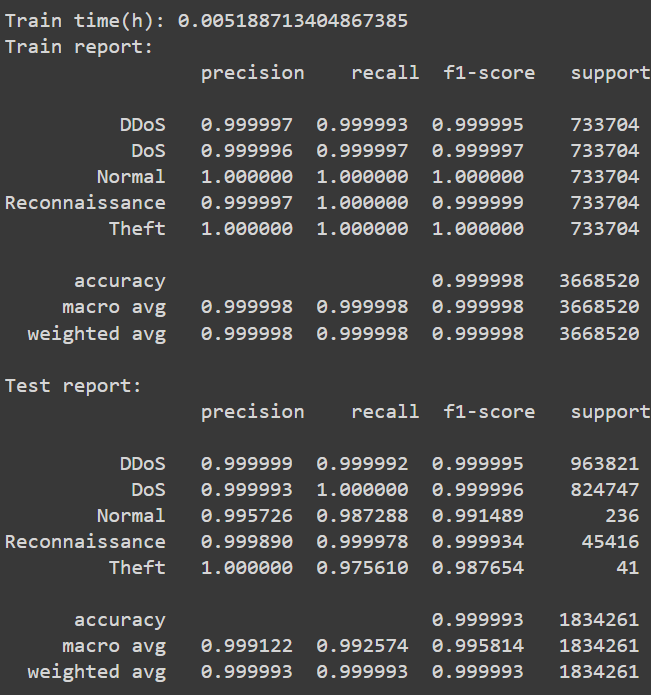 Train time(h): 0.005188713404867385
Train report:
precision recall f1-score support
DDoS 0.999997 0.999993 0.999995 733704
DoS 0.999996 0.999997 0.999997 733704
Normal 1.000000 1.000000 1.000000 733704
Reconnaissance 0.999997 1.000000 0.999999 733704
Theft 1.000000 1.000000 1.000000 733704
accuracy 0.999998 3668520
macro avg 0.999998 0.999998 0.999998 3668520
weighted avg 0.999998 0.999998 0.999998 3668520
Test report:
precision recall f1-score support
DDoS 0.999999 0.999992 0.999995 963821
DoS 0.999993 1.000000 0.999996 824747
Normal 0.995726 0.987288 0.991489 236
Reconnaissance 0.999890 0.999978 0.999934 45416
Theft 1.000000 0.975610 0.987654 41
accuracy 0.999993 1834261
macro avg 0.999122 0.992574 0.995814 1834261
weighted avg 0.999993 0.999993 0.999993 1834261